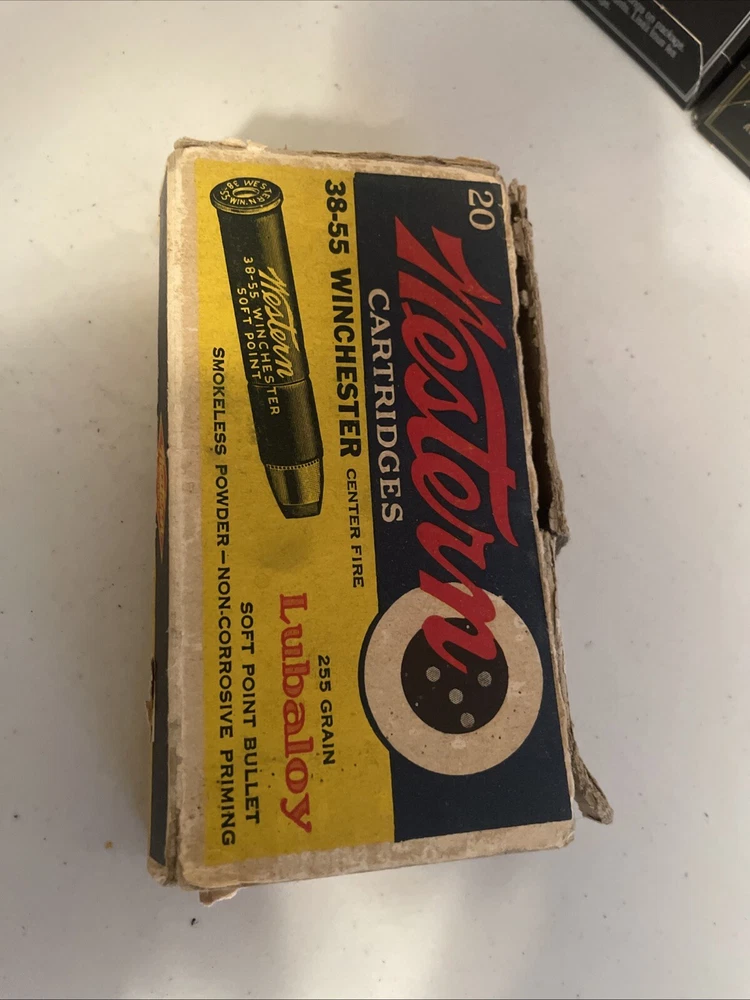 20
Western
CARTRIDGES
38-55 WINCHESTER CENTER FIRE
Western
38-55 WINCHESTER
SOFT POINT
255 GRAIN
Lubaloy
SOFT POINT BULLET
SMOKELESS POWDER—NON-CORROSIVE PRIMING